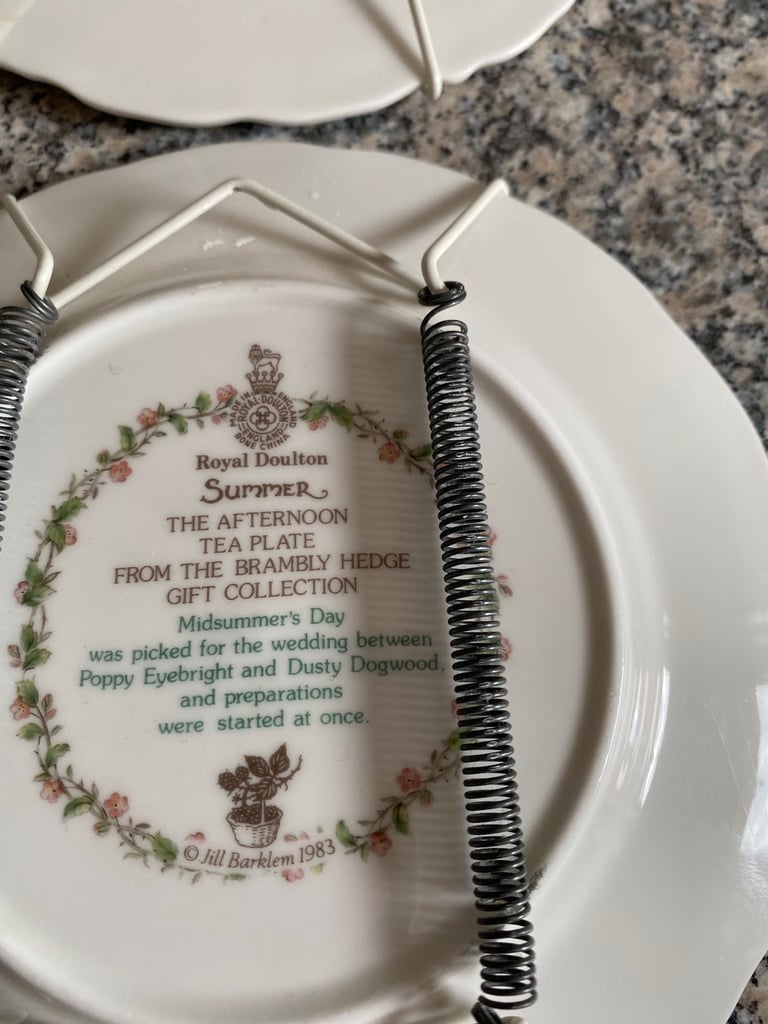 MADE IN ENGLAND
ROYAL·DOULTON
ENGLAND
BONE CHINA
Royal Doulton
SUMMER
THE AFTERNOON
TEA PLATE
FROM THE BRAMBLY HEDGE
GIFT COLLECTION
Midsummer's Day
was picked for the wedding between
Poppy Eyebright and Dusty Dogwood,
and preparations
were started at once.
© Jill Barklem 1983